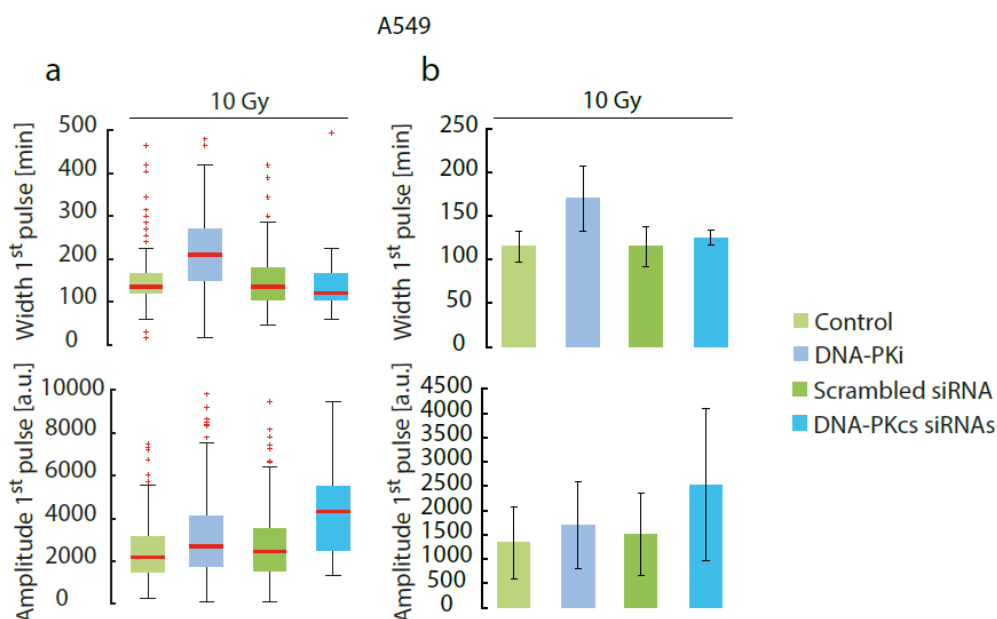 A549
a
10 Gy
Width 1st pulse [min]
500
400
300
200
100
0
Amplitude 1st pulse [a.u.]
10000
8000
6000
4000
2000
0
b
10 Gy
Width 1st pulse [min]
250
200
150
100
50
0
Amplitude 1st pulse [a.u.]
4500
4000
3500
3000
2500
2000
1500
1000
500
0
Control
DNA-PKi
Scrambled siRNA
DNA-PKcs siRNAs